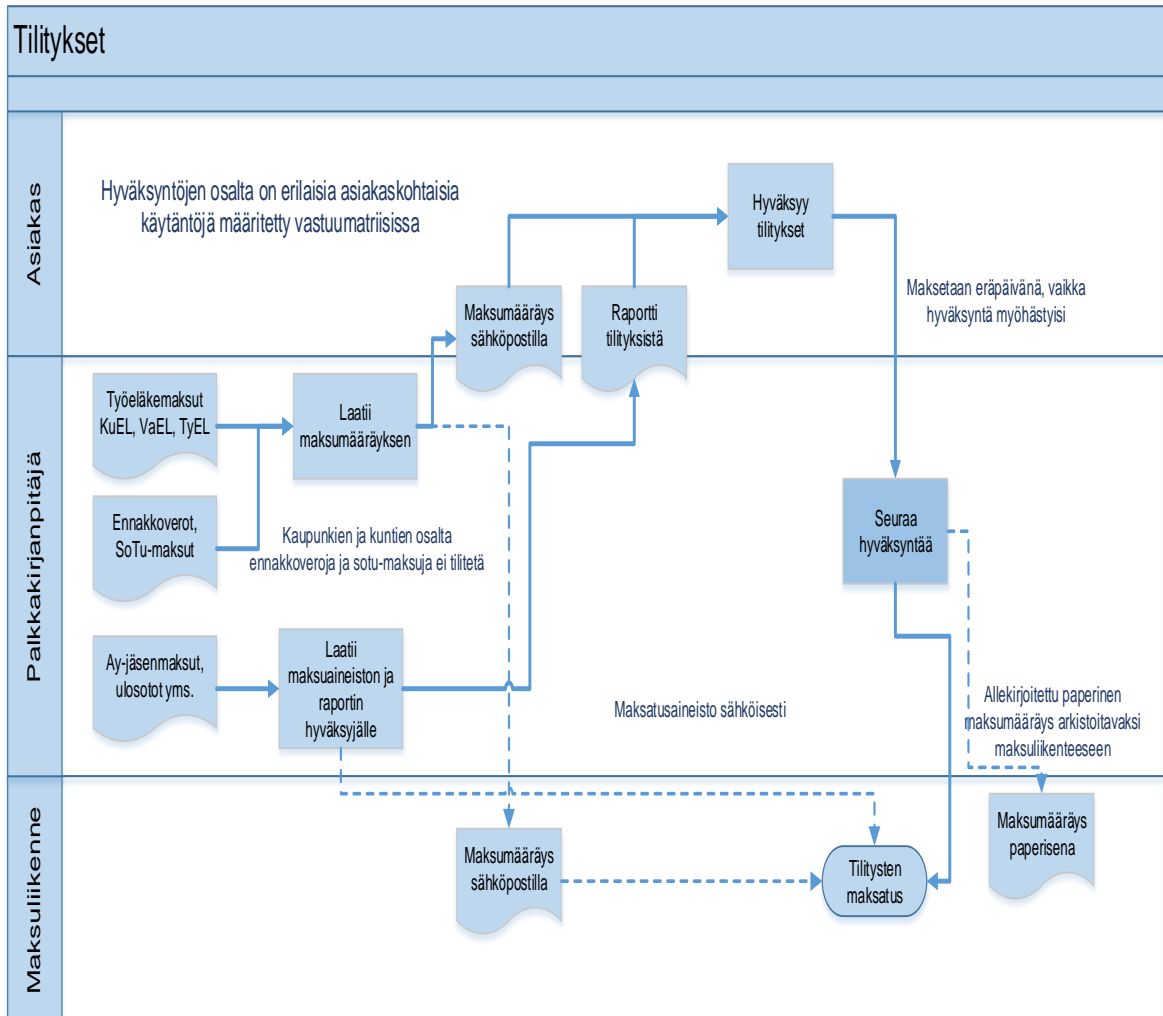 Tilitykset
Asiakas
Hyväksyntöjen osalta on erilaisia asiakaskohtaisia
käytäntöjä määritetty vastuumatriisissa
Hyväksyy
tilitykset
Maksumääräys
sähköpostilla
Raportti
tilityksistä
Maksetaan eräpäivänä, vaikka
hyväksyntä myöhästyisi
Palkkakirjanpitäjä
Työeläkemaksut
KuEL, VaEL, TyEL
Laatii
maksumääräyksen
Ennakkoverot,
SoTu-maksut
Kaupunkien ja kuntien osalta
ennakkoveroja ja sotu-maksuja ei tilitetä
Seuraa
hyväksyntää
Ay-jäsenmaksut,
ulosotot yms.
Laatii
maksuaineiston ja
raportin
hyväksyjälle
Maksatusaineisto sähköisesti
Allekirjoitettu paperinen
maksumääräys arkistoitavaksi
maksuliikenteeseen
Maksuliikenne
Maksumääräys
sähköpostilla
Tilitysten
maksatus
Maksumääräys
paperisena